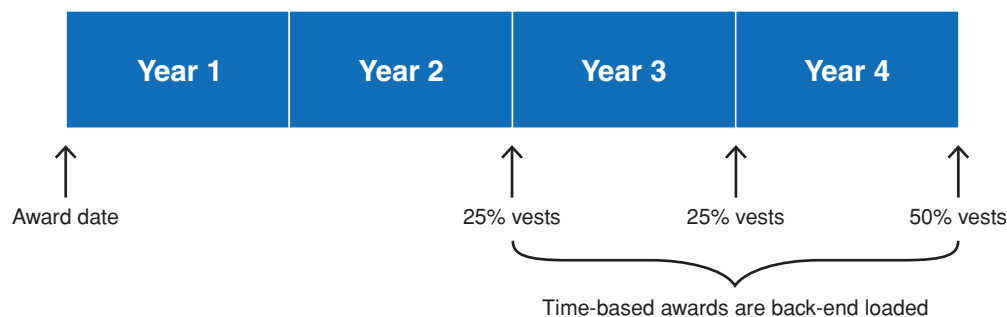 Year 1
Year 2
Year 3
Year 4
Award date
25% vests
25% vests
50% vests
Time-based awards are back-end loaded